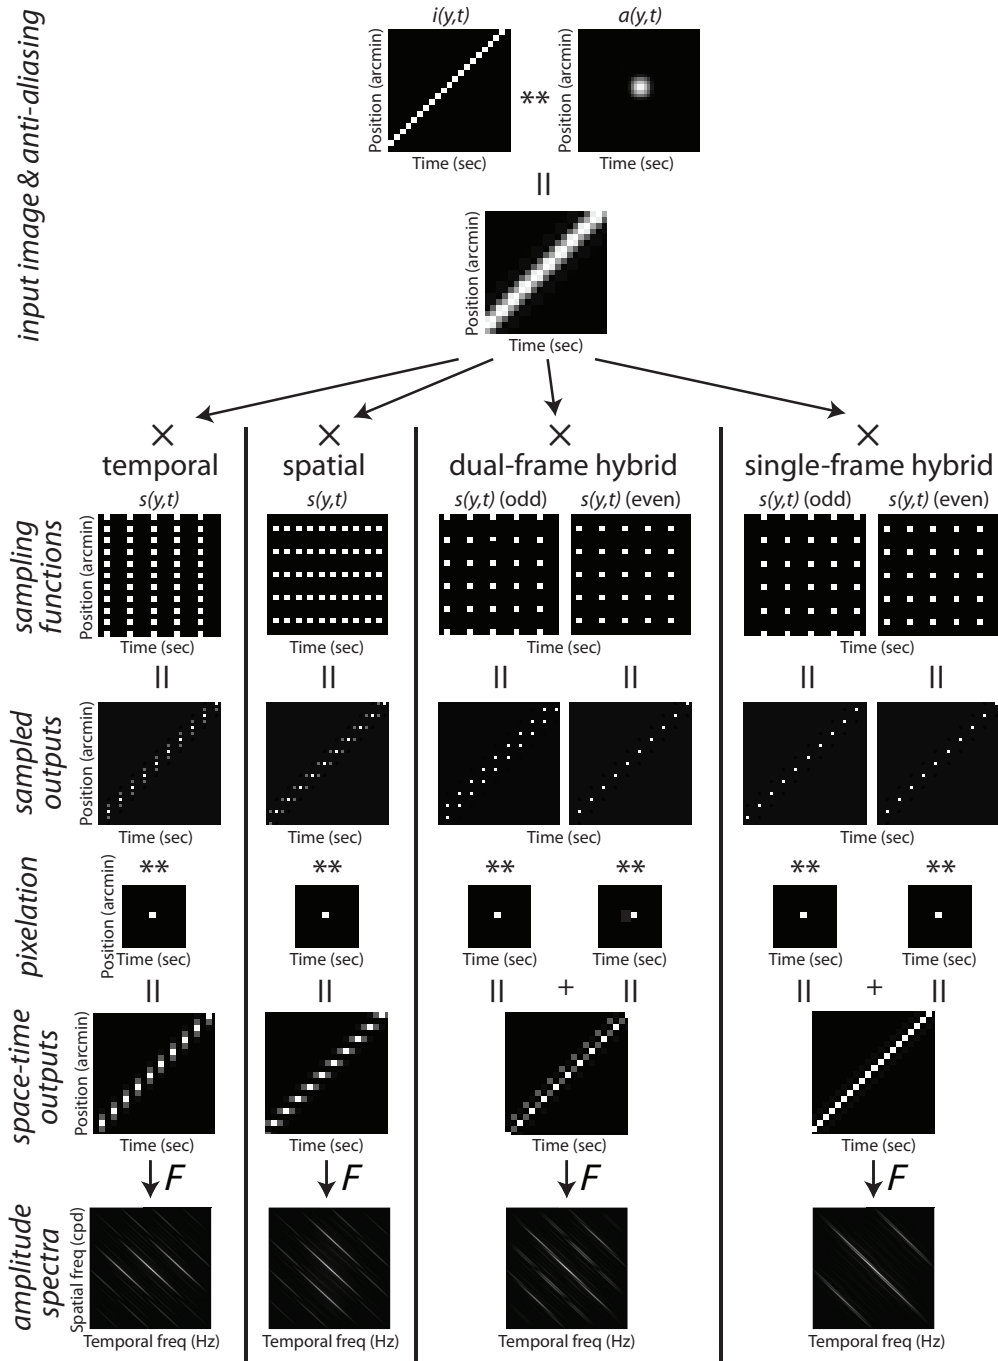 input image & anti-aliasing
i(y,t)
a(y,t)
Position (arcmin)
**
Position (arcmin)
Time (sec)
Time (sec)
=
Position (arcmin)
Time (sec)
× × × ×
temporal
spatial
dual-frame hybrid
single-frame hybrid
sampling functions
s(y,t)
s(y,t)
s(y,t) (odd)
s(y,t) (even)
s(y,t) (odd)
s(y,t) (even)
Position (arcmin)
Time (sec)
Time (sec)
Time (sec)
Time (sec)
= = = = = =
sampled outputs
Position (arcmin)
Time (sec)
Time (sec)
Time (sec)
Time (sec)
pixelation
** ** ** ** ** **
Position (arcmin)
Time (sec)
Time (sec)
Time (sec)
Time (sec)
Time (sec)
Time (sec)
= = = + = = + =
space-time outputs
Position (arcmin)
Time (sec)
Time (sec)
Time (sec)
Time (sec)
F
F
F
F
amplitude spectra
Spatial freq (cpd)
Temporal freq (Hz)
Temporal freq (Hz)
Temporal freq (Hz)
Temporal freq (Hz)